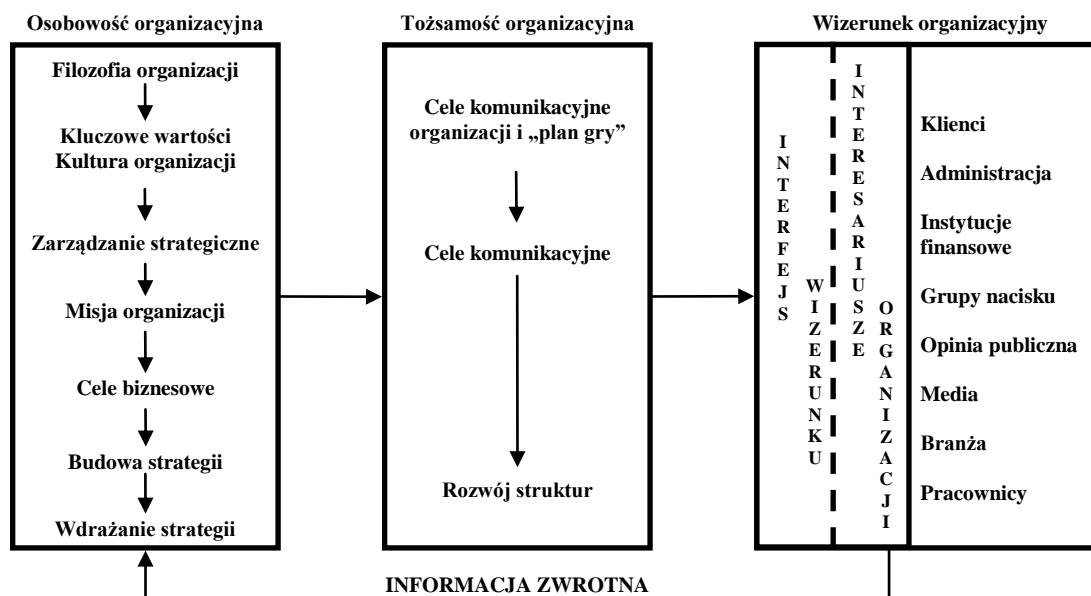 Osobowość organizacyjna
Filozofia organizacji
Kluczowe wartości
Kultura organizacji
Zarządzanie strategiczne
Misja organizacji
Cele biznesowe
Budowa strategii
Wdrażanie strategii
Tożsamość organizacyjna
Cele komunikacyjne
organizacji i „plan gry”
Cele komunikacyjne
Rozwój struktur
Wizerunek organizacyjny
INTERFEJS
WIZERUNKU
INTERESARIUSZE
ORGANIZACJI
Klienci
Administracja
Instytucje
finansowe
Grupy nacisku
Opinia publiczna
Media
Branża
Pracownicy
INFORMACJA ZWROTNA